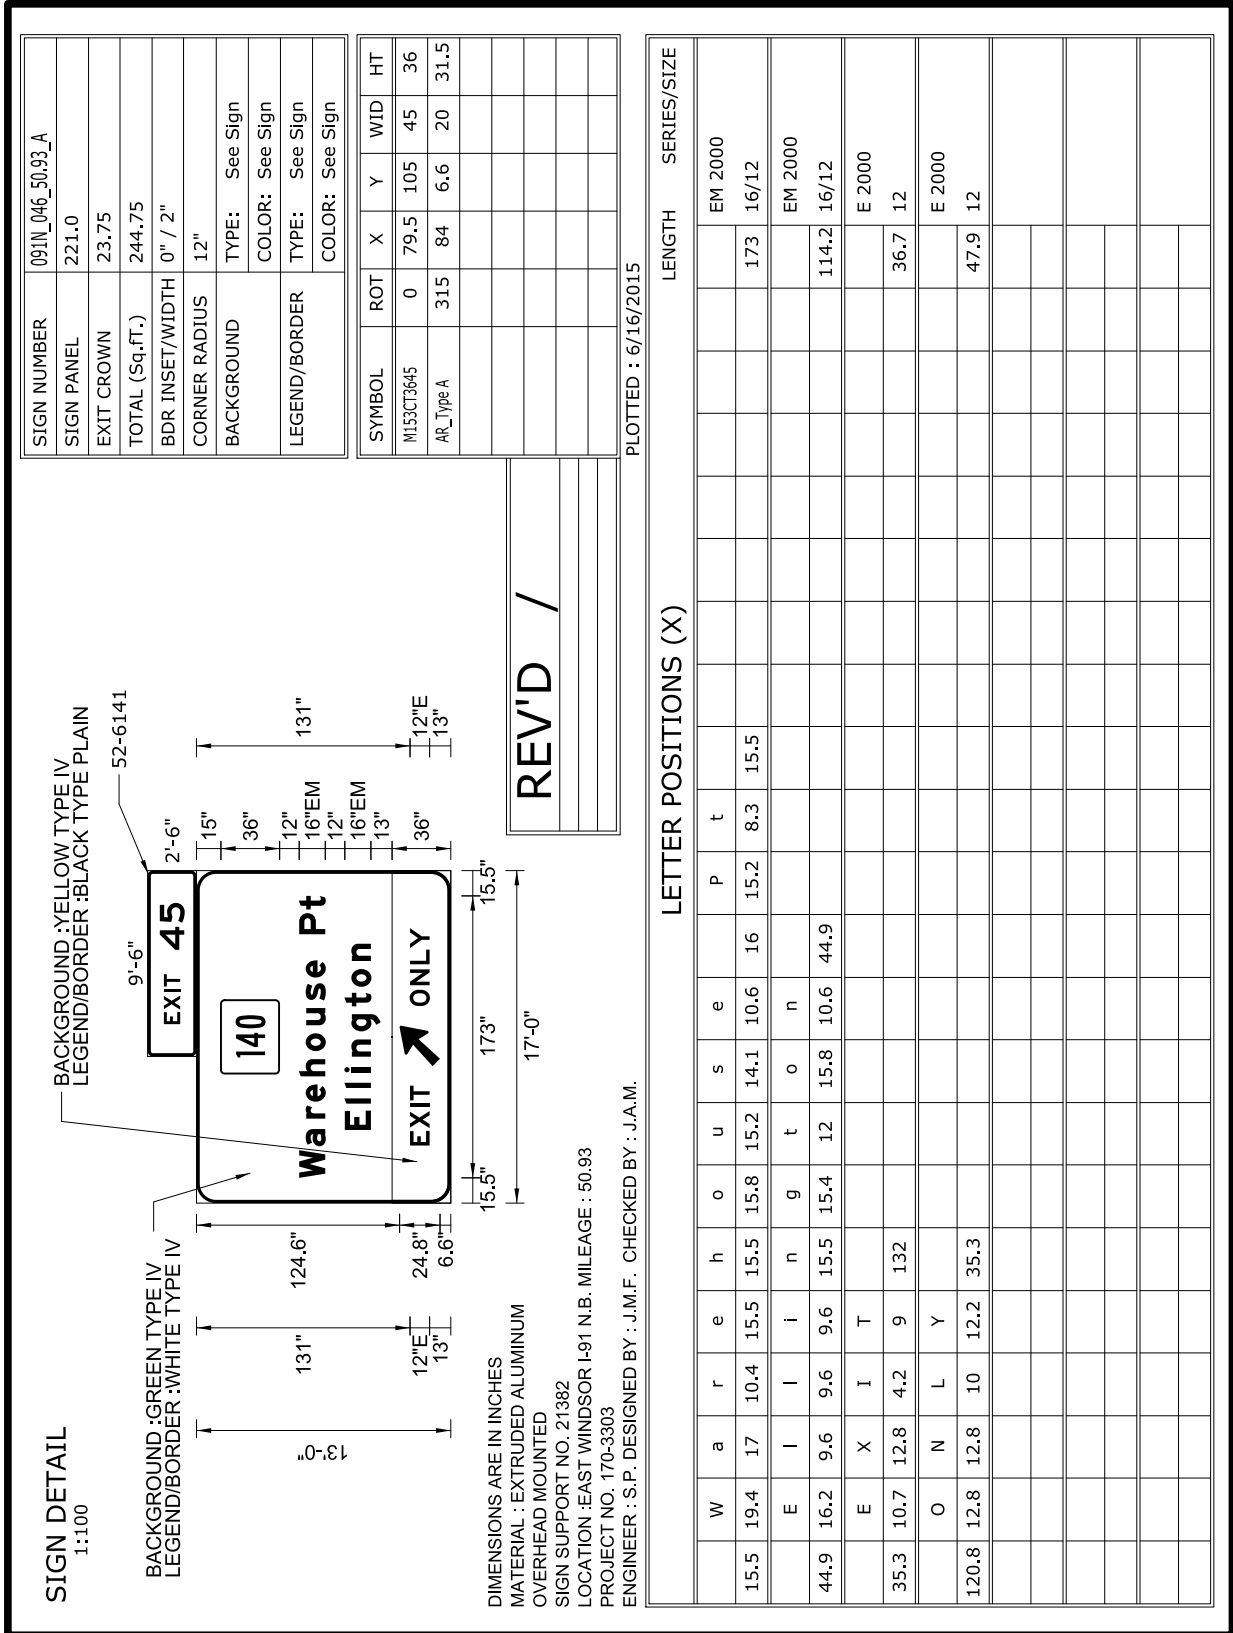 SIGN DETAIL
1:100
BACKGROUND :GREEN TYPE IV
LEGEND/BORDER :WHITE TYPE IV
BACKGROUND :YELLOW TYPE IV
LEGEND/BORDER :BLACK TYPE PLAIN
52-6141
9'-6"
2'-6"
EXIT 45
140
Warehouse Pt
Ellington
EXIT ONLY
13'-0"
131"
12"E
13"
124.6"
24.8"
6.6"
15"
36"
12"
16"EM
12"
16"EM
13"
36"
131"
12"E
13"
15.5" 173" 15.5"
17'-0"
DIMENSIONS ARE IN INCHES
MATERIAL : EXTRUDED ALUMINUM
OVERHEAD MOUNTED
SIGN SUPPORT NO. 21382
LOCATION :EAST WINDSOR I-91 N.B. MILEAGE : 50.93
PROJECT NO. 170-3303
ENGINEER : S.P. DESIGNED BY : J.M.F. CHECKED BY : J.A.M.
REV'D /
SIGN NUMBER 091N_046_50.93_A
SIGN PANEL 221.0
EXIT CROWN 23.75
TOTAL (Sq.fT.) 244.75
BDR INSET/WIDTH 0" / 2"
CORNER RADIUS 12"
BACKGROUND TYPE: See Sign
COLOR: See Sign
LEGEND/BORDER TYPE: See Sign
COLOR: See Sign
SYMBOL ROT X Y WID HT
M153CT3645 0 79.5 105 45 36
AR_Type A 315 84 6.6 20 31.5
PLOTTED : 6/16/2015
LETTER POSITIONS (X) LENGTH SERIES/SIZE
W a r e h o u s e P t EM 2000
15.5 19.4 17 10.4 15.5 15.5 15.8 15.2 14.1 10.6 16 15.2 8.3 15.5 173 16/12
E l l i n g t o n EM 2000
44.9 16.2 9.6 9.6 9.6 15.5 15.4 12 15.8 10.6 44.9 114.2 16/12
E X I T E 2000
35.3 10.7 12.8 4.2 9 132 36.7 12
O N L Y E 2000
120.8 12.8 12.8 10 12.2 35.3 47.9 12